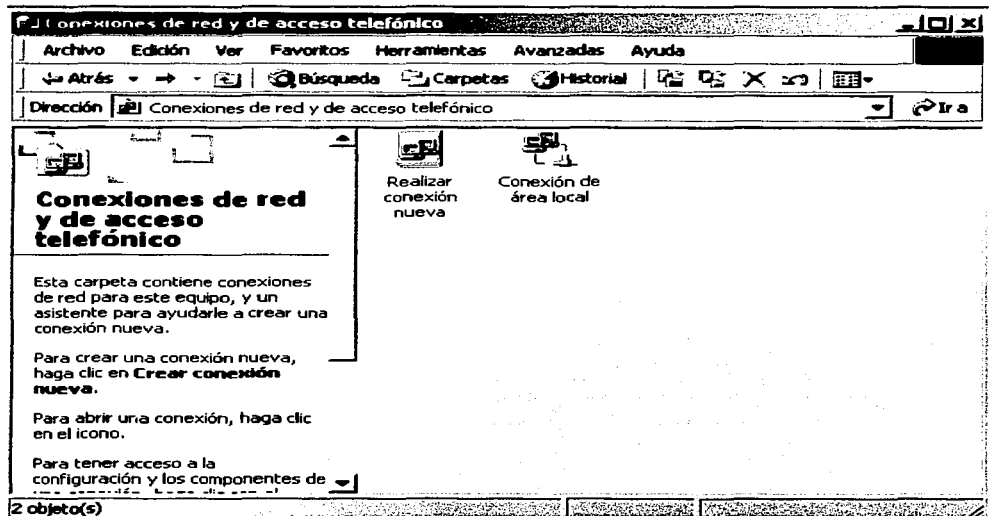 Conexiones de red y de acceso telefónico
Archivo Edición Ver Favoritos Herramientas Avanzadas Ayuda
Atrás Búsqueda Carpetas Historial
Dirección Conexiones de red y de acceso telefónico Ir a
Realizar conexión nueva
Conexión de área local
Conexiones de red
y de acceso
telefónico
Esta carpeta contiene conexiones
de red para este equipo, y un
asistente para ayudarle a crear una
conexión nueva.
Para crear una conexión nueva,
haga clic en Crear conexión
nueva.
Para abrir una conexión, haga clic
en el icono.
Para tener acceso a la
configuración y los componentes de
2 objeto(s)